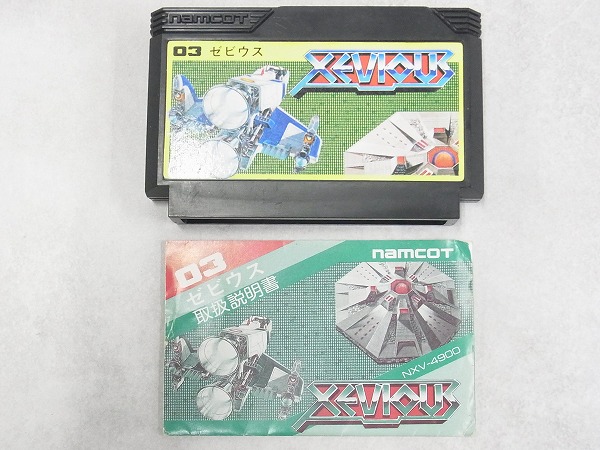 namcot
03 ゼビウス
XEVIOUS
03
ゼビウス
取扱説明書
namcot
NXV-4900
XEVIOUS